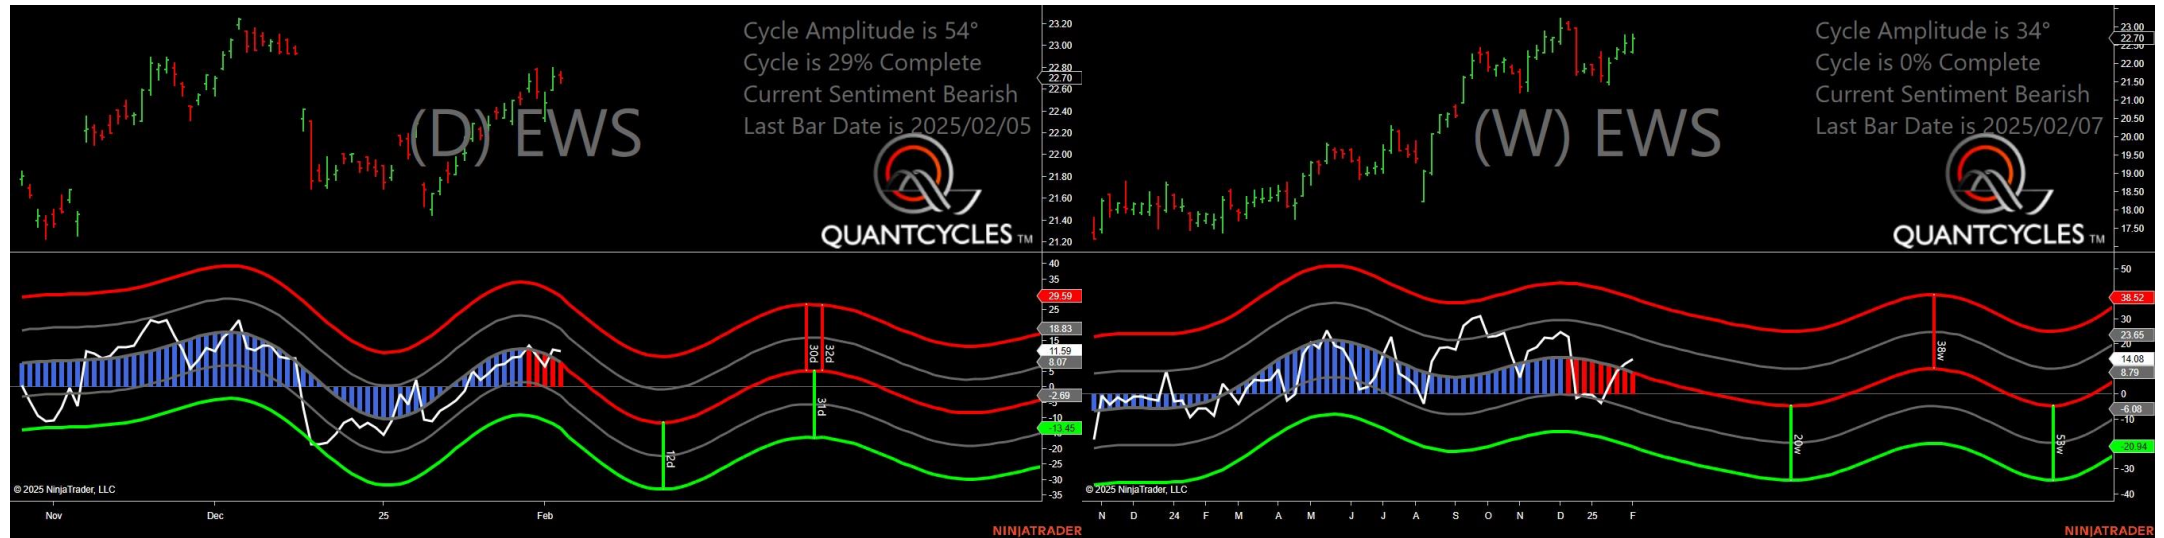 Cycle Amplitude is 54°
Cycle is 29% Complete
Current Sentiment Bearish
Last Bar Date is 2025/02/05
(D) EWS
QUANTCYCLES TM
23.20
23.00
22.80
22.70
22.60
22.40
22.20
22.00
21.80
21.60
21.40
21.20
40
35
29.59
25
18.83
15
11.59
8.07
5
0
-2.69
-5
-10
-13.45
-15
-20
-25
-30
-35
12d
30d
32d
31d
© 2025 NinjaTrader, LLC
Nov
Dec
25
Feb
NINJATRADER
Cycle Amplitude is 34°
Cycle is 0% Complete
Current Sentiment Bearish
Last Bar Date is 2025/02/07
(W) EWS
QUANTCYCLES TM
23.00
22.70
22.50
22.00
21.50
21.00
20.50
20.00
19.50
19.00
18.50
18.00
17.50
50
38.52
30
23.65
20
14.08
8.79
0
-6.08
-10
-20.94
-30
-40
20w
38w
53w
© 2025 NinjaTrader, LLC
N
D
24
F
M
A
M
J
J
A
S
O
N
D
25
F
NINJATRADER